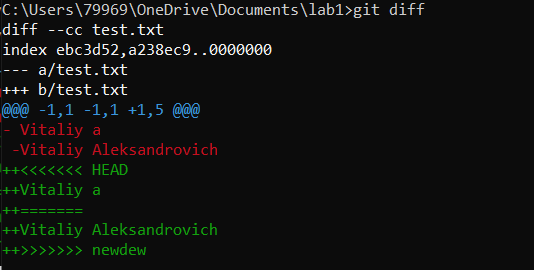 C:\Users\79969\OneDrive\Documents\lab1>git diff
diff --cc test.txt
index ebc3d52,a238ec9..0000000
--- a/test.txt
+++ b/test.txt
@@@ -1,1 -1,1 +1,5 @@@
- Vitaliy a
 -Vitaliy Aleksandrovich
++<<<<<<< HEAD
++Vitaliy a
++=======
++Vitaliy Aleksandrovich
++>>>>>>> newdew